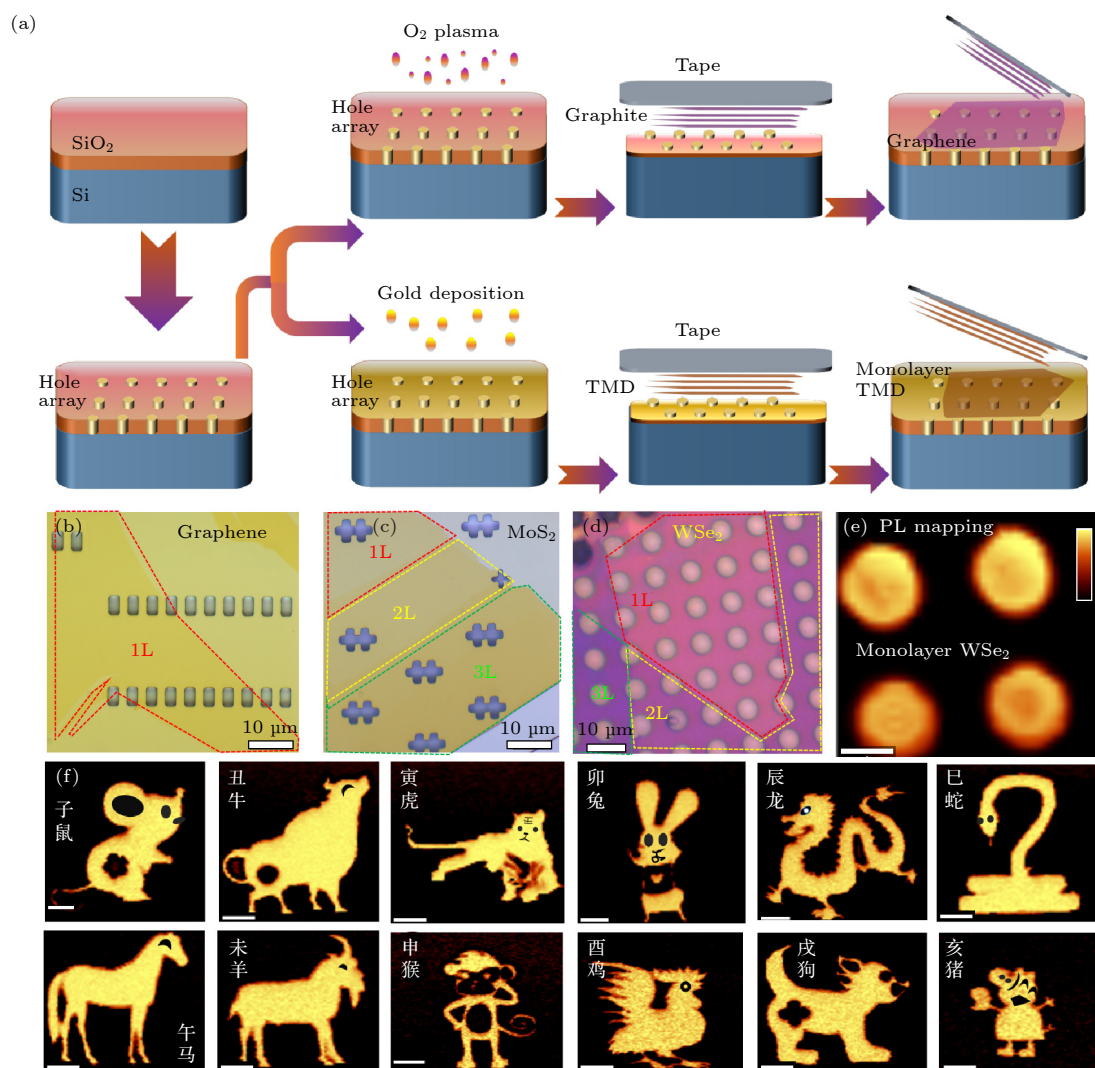 (a)
O₂ plasma
Tape
Hole
array
Graphite
SiO₂
Graphene
Si
Gold deposition
Tape
Hole
array
Hole
array
TMD
Monolayer
TMD
(b)
Graphene
1L
10 µm
(c)
MoS₂
1L
2L
3L
10 µm
(d)
WSe₂
1L
3L
2L
10 µm
(e)
PL mapping
Monolayer WSe₂
(f)
子
鼠
丑
牛
寅
虎
卯
兔
辰
龙
巳
蛇
午
马
未
羊
申
猴
酉
鸡
戌
狗
亥
猪